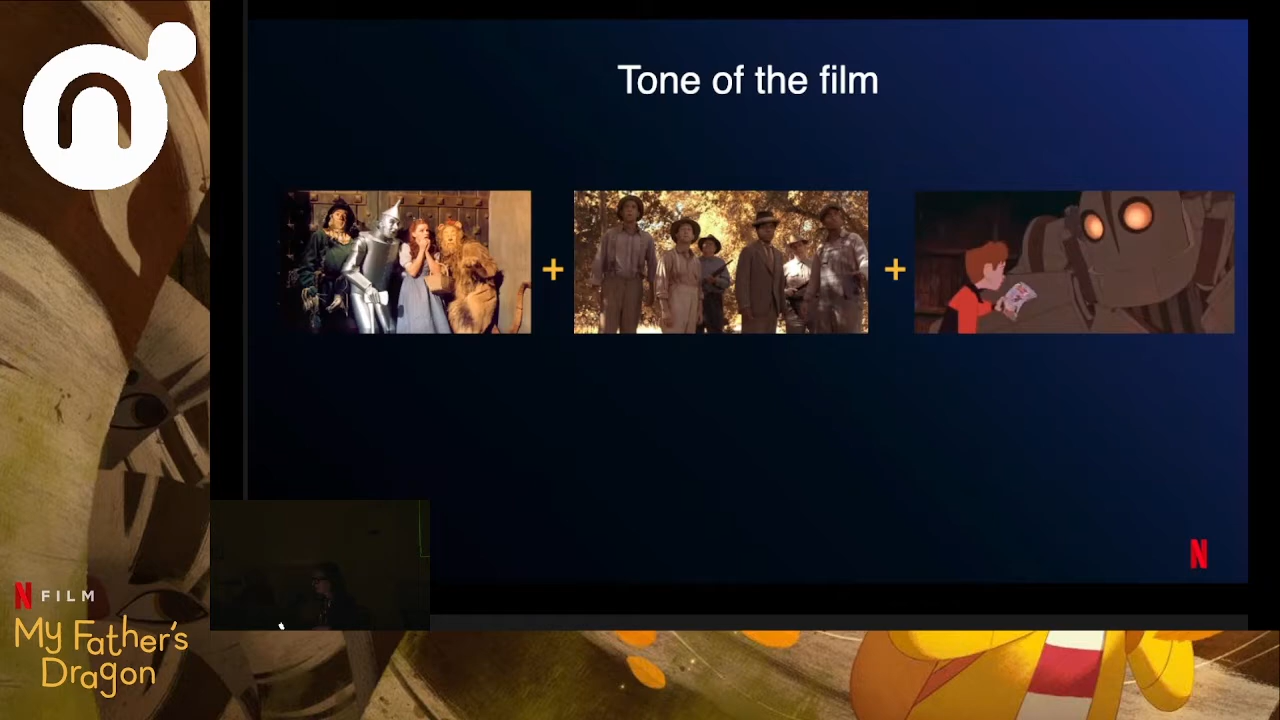 Tone of the film
+
+
N
N FILM
My Father's
Dragon
n